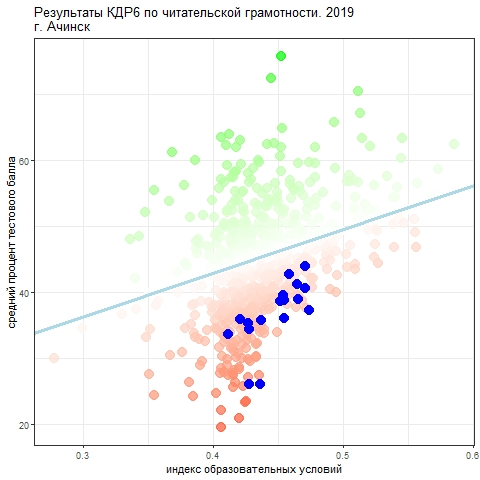 Результаты КДР6 по читательской грамотности. 2019
г. Ачинск
средний процент тестового балла
60
40
20
0.3 0.4 0.5 0.6
индекс образовательных условий